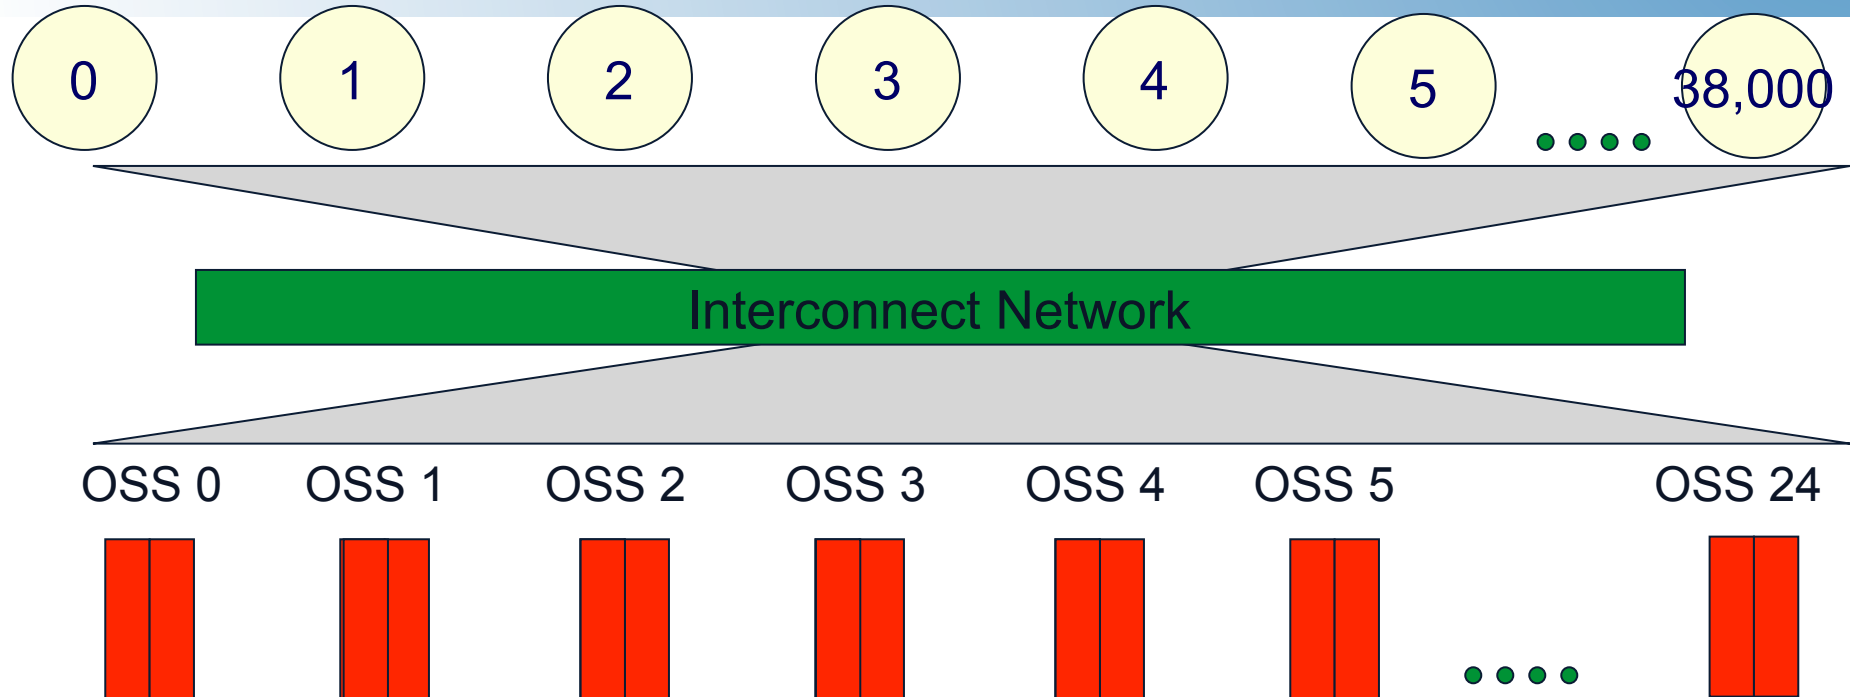 0 1 2 3 4 5 38,000
Interconnect Network
OSS 0 OSS 1 OSS 2 OSS 3 OSS 4 OSS 5 OSS 24